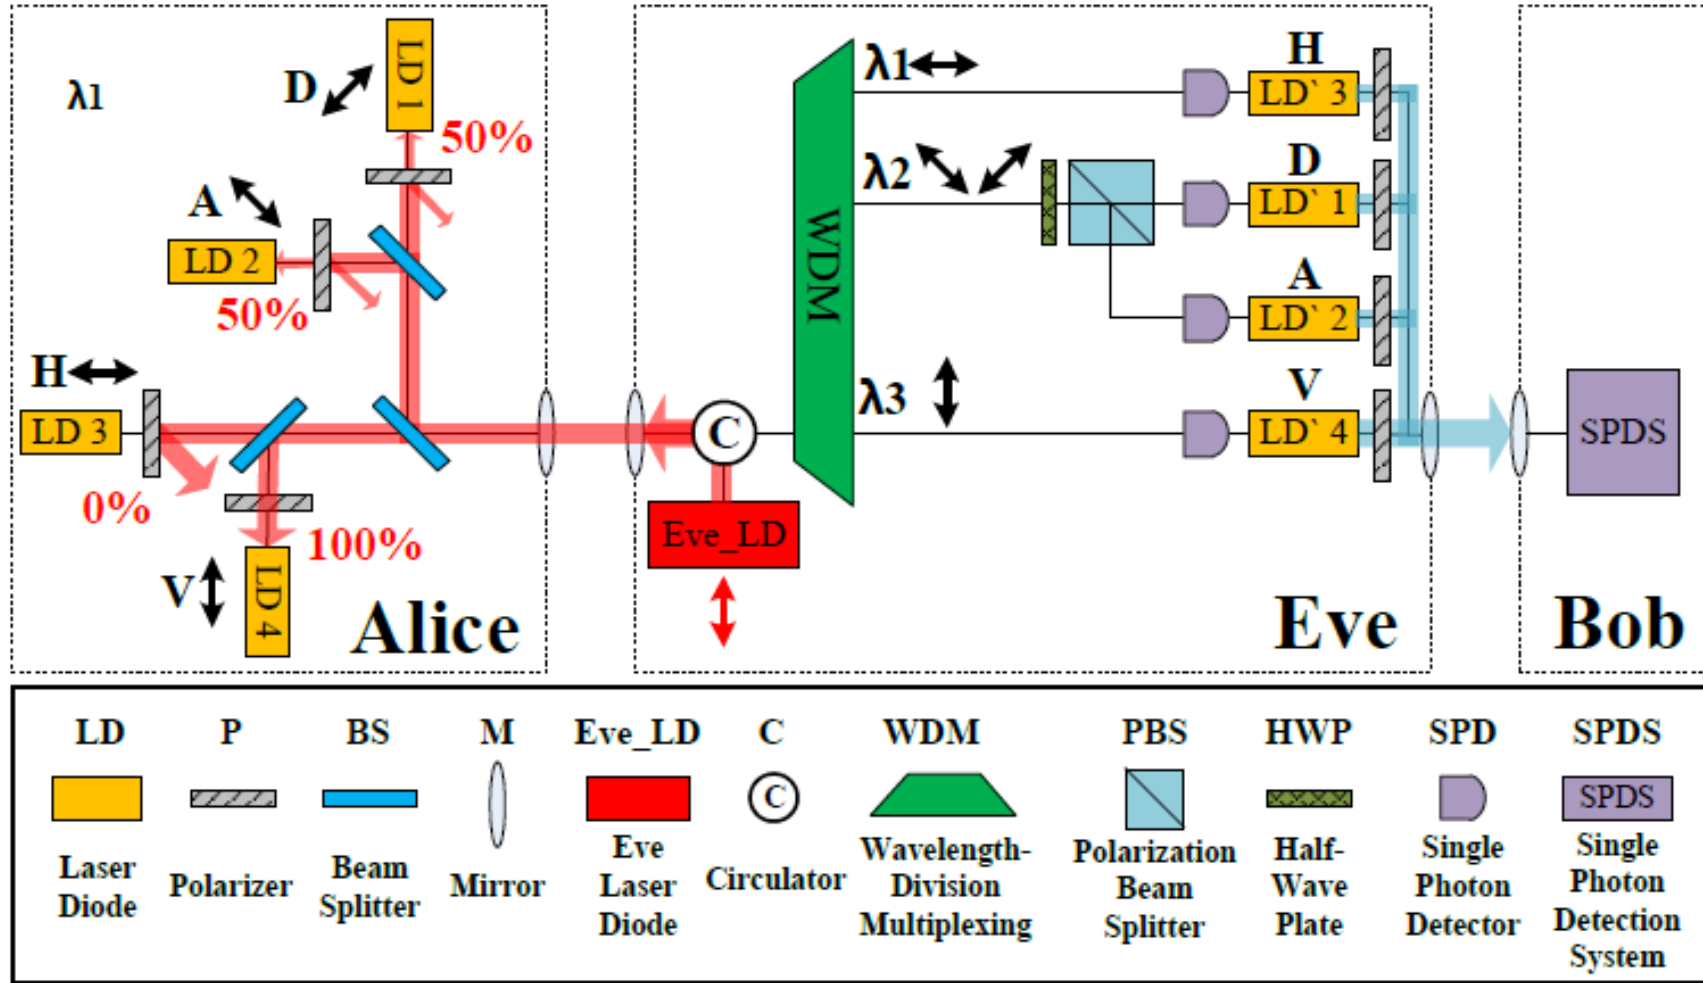 λ1
D
LD 1
50%
A
LD 2
50%
H
LD 3
0%
100%
V
LD 4
Alice
C
Eve_LD
WDM
λ1
λ2
λ3
H
LD` 3
D
LD` 1
A
LD` 2
V
LD` 4
Eve
SPDS
Bob
LD P BS M Eve_LD C WDM PBS HWP SPD SPDS
C
SPDS
Laser
Diode
Polarizer
Beam
Splitter
Mirror
Eve
Laser
Diode
Circulator
Wavelength-
Division
Multiplexing
Polarization
Beam
Splitter
Half-
Wave
Plate
Single
Photon
Detector
Single
Photon
Detection
System